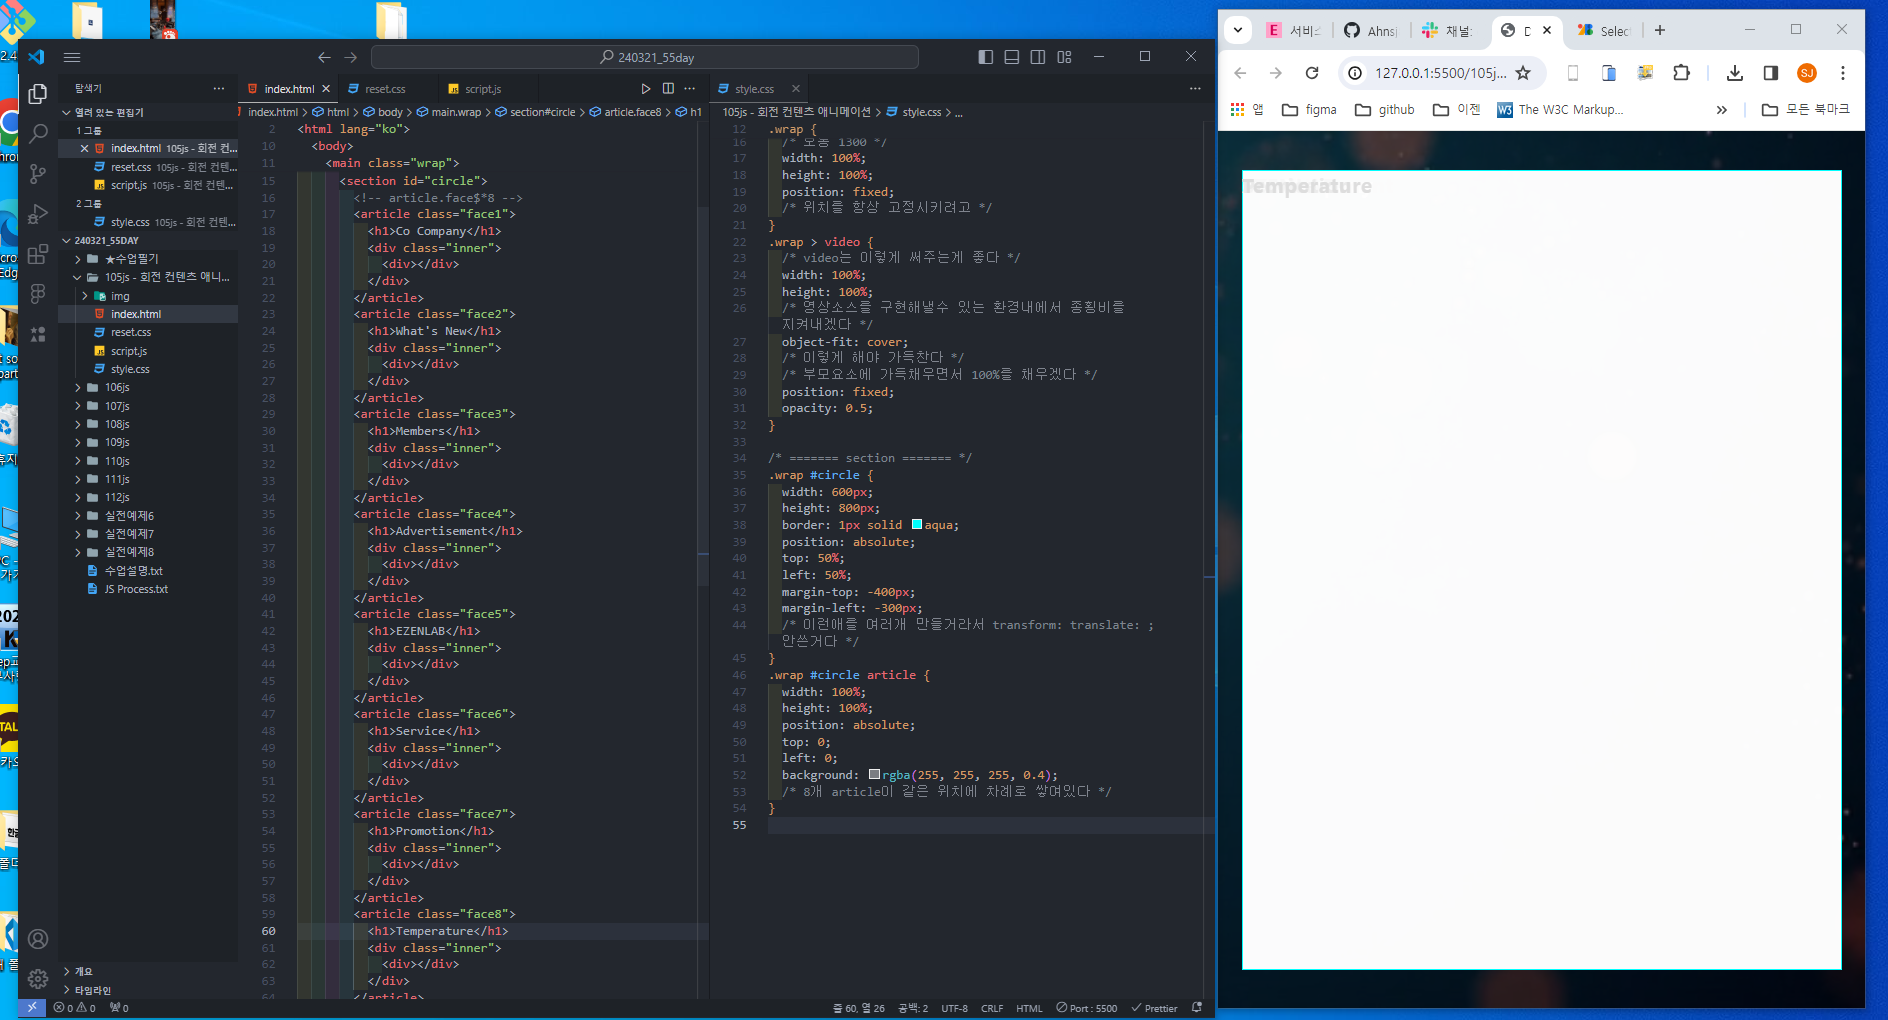 240321_55day
탐색기
열려 있는 편집기
1 그룹
index.html 105js - 회전 컨...
reset.css 105js - 회전 컨텐...
script.js 105js - 회전 컨텐...
2 그룹
style.css 105js - 회전 컨텐...
240321_55DAY
★수업필기
105js - 회전 컨텐츠 애니...
img
index.html
reset.css
script.js
style.css
106js
107js
108js
109js
110js
111js
112js
실전예제6
실전예제7
실전예제8
수업설명.txt
JS Process.txt
개요
타임라인
index.html
reset.css
script.js
index.html > html > body > main.wrap > section#circle > article.face8 > h1
2 <html lang="ko">
10 <body>
11 <main class="wrap">
15 <section id="circle">
16 <!-- article.face$*8 -->
17 <article class="face1">
18 <h1>Co Company</h1>
19 <div class="inner">
20 <div></div>
21 </div>
22 </article>
23 <article class="face2">
24 <h1>What's New</h1>
25 <div class="inner">
26 <div></div>
27 </div>
28 </article>
29 <article class="face3">
30 <h1>Members</h1>
31 <div class="inner">
32 <div></div>
33 </div>
34 </article>
35 <article class="face4">
36 <h1>Advertisement</h1>
37 <div class="inner">
38 <div></div>
39 </div>
40 </article>
41 <article class="face5">
42 <h1>EZENLAB</h1>
43 <div class="inner">
44 <div></div>
45 </div>
46 </article>
47 <article class="face6">
48 <h1>Service</h1>
49 <div class="inner">
50 <div></div>
51 </div>
52 </article>
53 <article class="face7">
54 <h1>Promotion</h1>
55 <div class="inner">
56 <div></div>
57 </div>
58 </article>
59 <article class="face8">
60 <h1>Temperature</h1>
61 <div class="inner">
62 <div></div>
63 </div>
64 </article>
style.css
105js - 회전 컨텐츠 애니메이션 > style.css > ...
12 .wrap {
16 /* 보통 1300 */
17 width: 100%;
18 height: 100%;
19 position: fixed;
20 /* 위치를 항상 고정시키려고 */
21 }
22 .wrap > video {
23 /* video는 이렇게 써주는게 좋다 */
24 width: 100%;
25 height: 100%;
26 /* 영상소스를 구현해낼수 있는 환경내에서 종횡비를
지켜내겠다 */
27 object-fit: cover;
28 /* 이렇게 해야 가득찬다 */
29 /* 부모요소에 가득채우면서 100%를 채우겠다 */
30 position: fixed;
31 opacity: 0.5;
32 }
33
34 /* ======= section ======= */
35 .wrap #circle {
36 width: 600px;
37 height: 800px;
38 border: 1px solid aqua;
39 position: absolute;
40 top: 50%;
41 left: 50%;
42 margin-top: -400px;
43 margin-left: -300px;
44 /* 이런애를 여러개 만들거라서 transform: translate: ;
안쓴거다 */
45 }
46 .wrap #circle article {
47 width: 100%;
48 height: 100%;
49 position: absolute;
50 top: 0;
51 left: 0;
52 background: rgba(255, 255, 255, 0.4);
53 /* 8개 article이 같은 위치에 차례로 쌓여있다 */
54 }
55
0 0 0
줄 60, 열 26 공백: 2 UTF-8 CRLF HTML Port : 5500 Prettier
서비스 Ahns 채널: D Selec
127.0.0.1:5500/105j...
SJ
앱 figma github 이젠 The W3C Markup... » 모든 북마크
Temperature